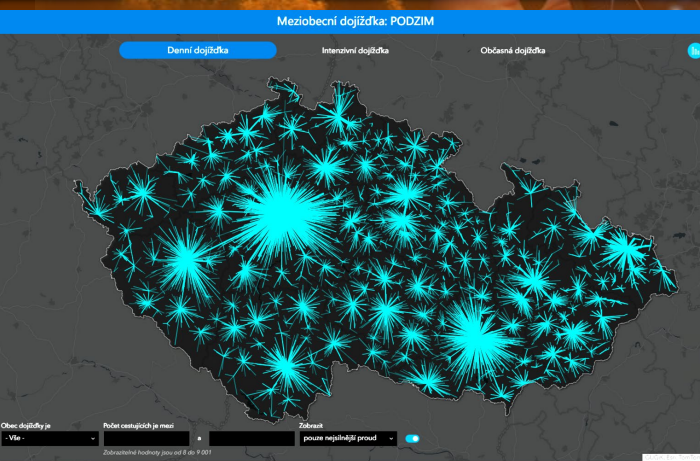 Meziobecní dojížďka: PODZIM
Denní dojížďka
Intenzivní dojížďka
Občasná dojížďka
Obec dojížďky je
Počet cestujících je mezi
Zobrazit
- Vše -
a
pouze nejsilnější proud
Zobrazitelné hodnoty jsou od 8 do 9 001